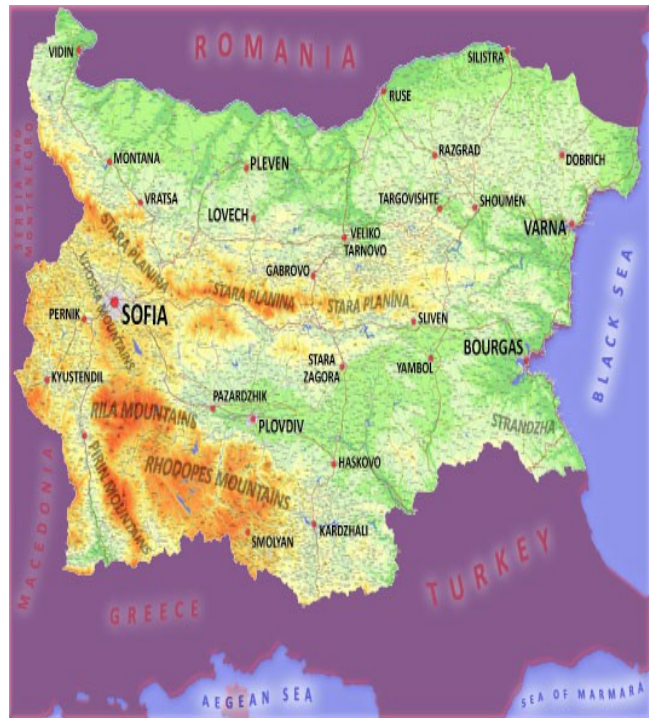 ROMANIA
VIDIN
SILISTRA
RUSE
MONTANA
PLEVEN
RAZGRAD
DOBRICH
SERBIA AND
MONTENEGRO
VRATSA
LOVECH
TARGOVISHTE
SHOUMEN
VARNA
STARA PLANINA
VELIKO
TARNOVO
GABROVO
VITOSHA MOUNTAINS
STARA PLANINA
STARA PLANINA
BLACK SEA
SOFIA
PERNIK
SLIVEN
BOURGAS
KYUSTENDIL
STARA
ZAGORA
YAMBOL
PAZARDZHIK
RILA MOUNTAINS
PLOVDIV
STRANDZHA
PIRIN MOUNTAINS
RHODOPES MOUNTAINS
HASKOVO
MACEDONIA
SMOLYAN
KARDZHALI
TURKEY
GREECE
AEGEAN SEA
SEA OF MARMARA